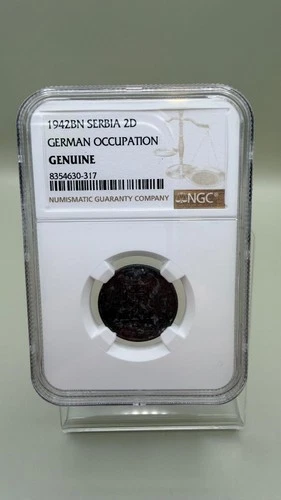 1942BN SERBIA 2D
GERMAN OCCUPATION
GENUINE
8354630-317
NUMISMATIC GUARANTY COMPANY
NGC